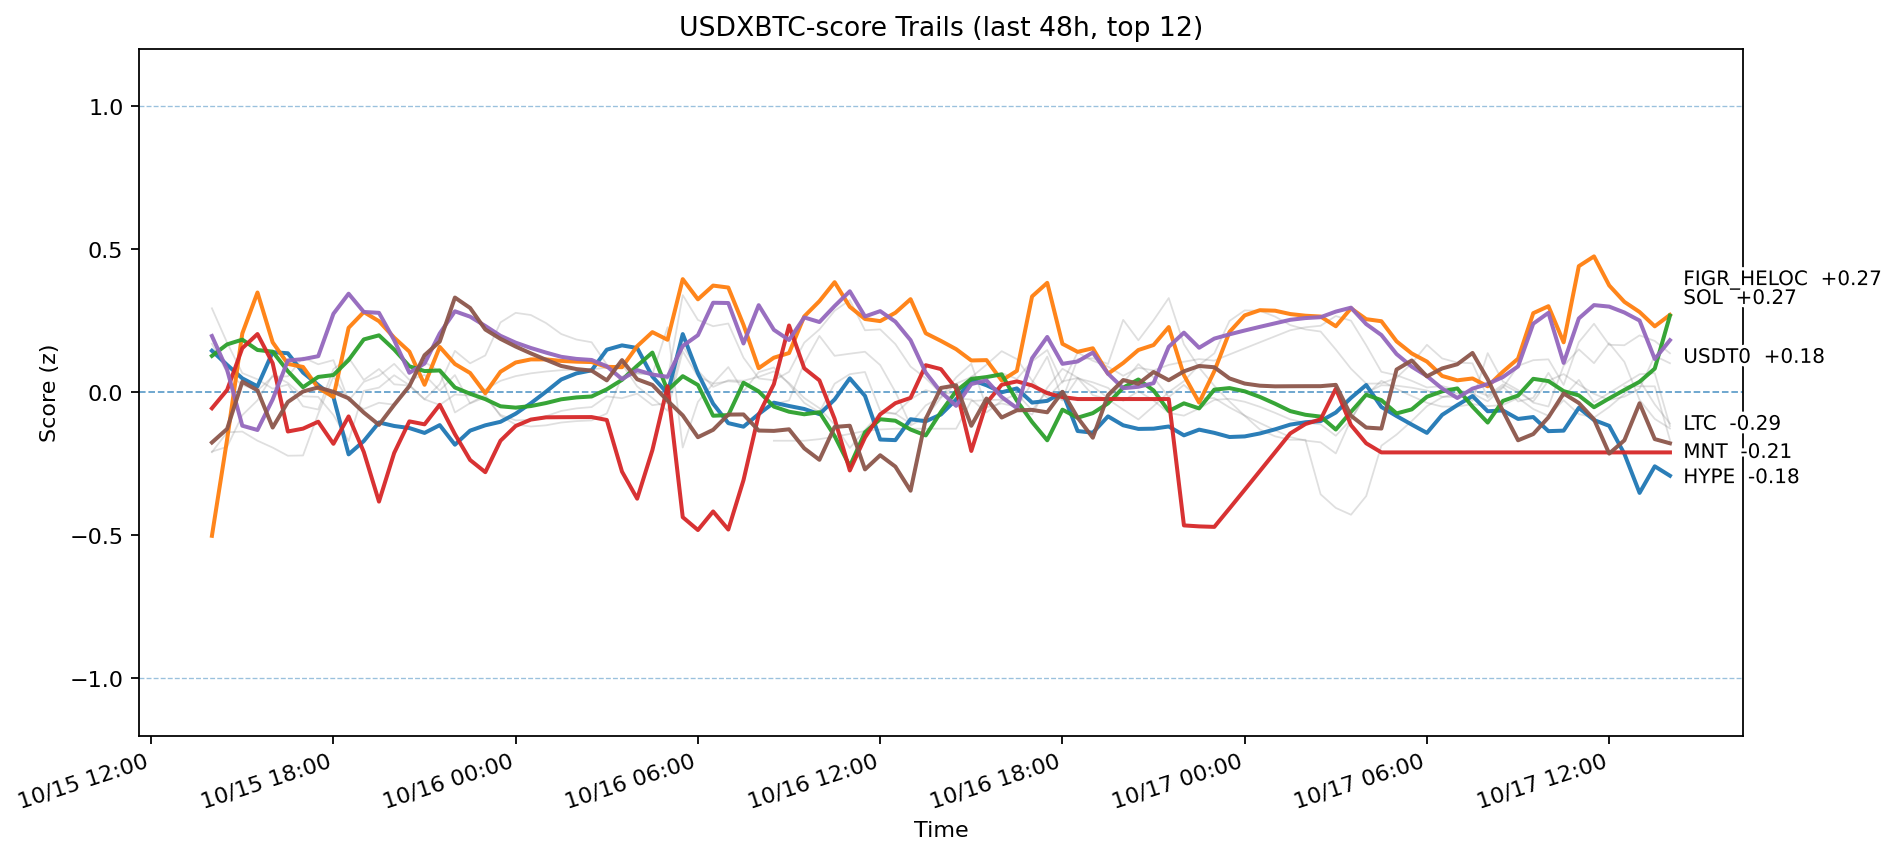 USDXBTC-score Trails (last 48h, top 12)
Score (z)
1.0
0.5
0.0
−0.5
−1.0
FIGR_HELOC +0.27
SOL +0.27
USDT0 +0.18
LTC -0.29
MNT -0.21
HYPE -0.18
10/15 12:00
10/15 18:00
10/16 00:00
10/16 06:00
10/16 12:00
10/16 18:00
10/17 00:00
10/17 06:00
10/17 12:00
Time